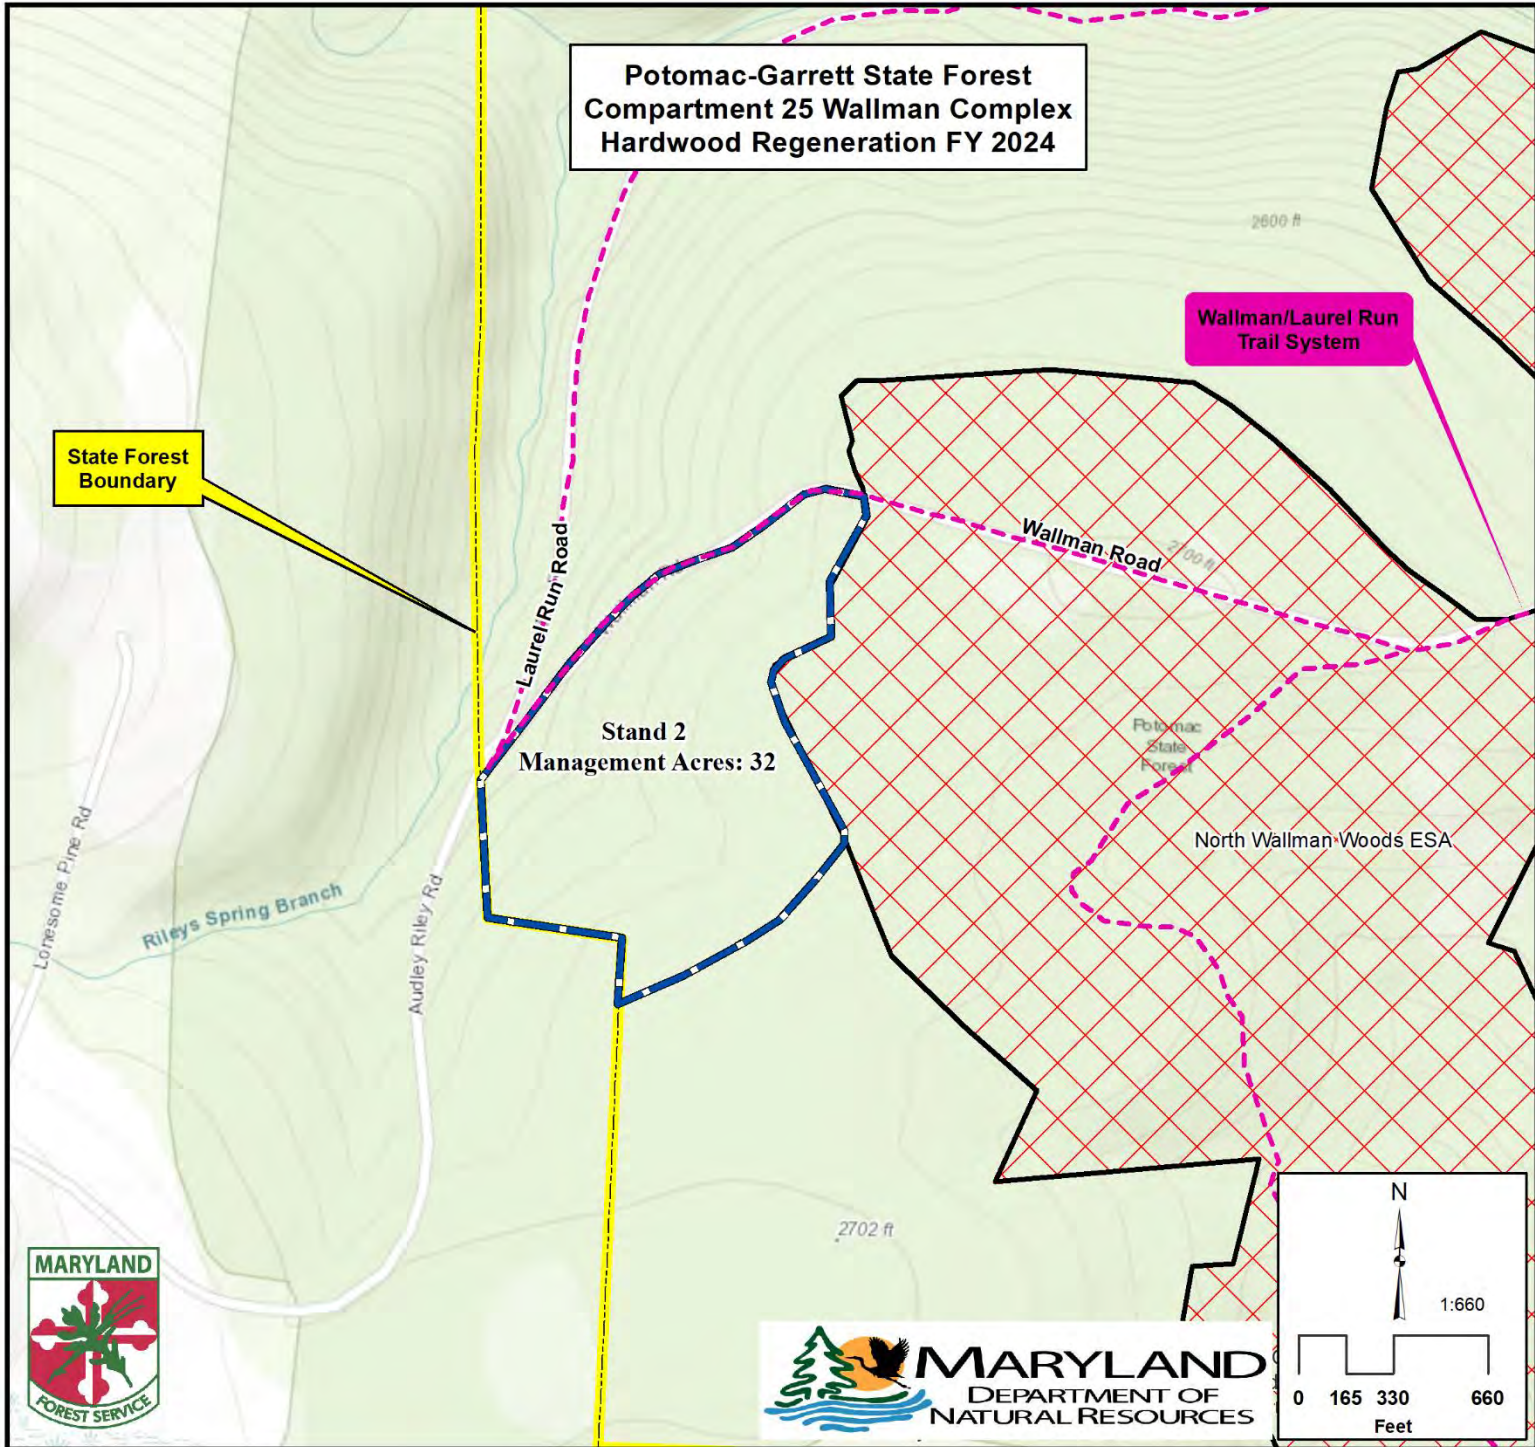 Potomac-Garrett State Forest
Compartment 25 Wallman Complex
Hardwood Regeneration FY 2024
2600 ft
Wallman/Laurel Run
Trail System
State Forest
Boundary
Laurel Run Road
Wallman Road
2700 ft
Stand 2
Management Acres: 32
Potomac
State
Forest
North Wallman Woods ESA
Lonesome Pine Rd
Rileys Spring Branch
Audley Riley Rd
2702 ft
N
1:660
0 165 330 660
Feet
MARYLAND
FOREST SERVICE
MARYLAND
DEPARTMENT OF
NATURAL RESOURCES